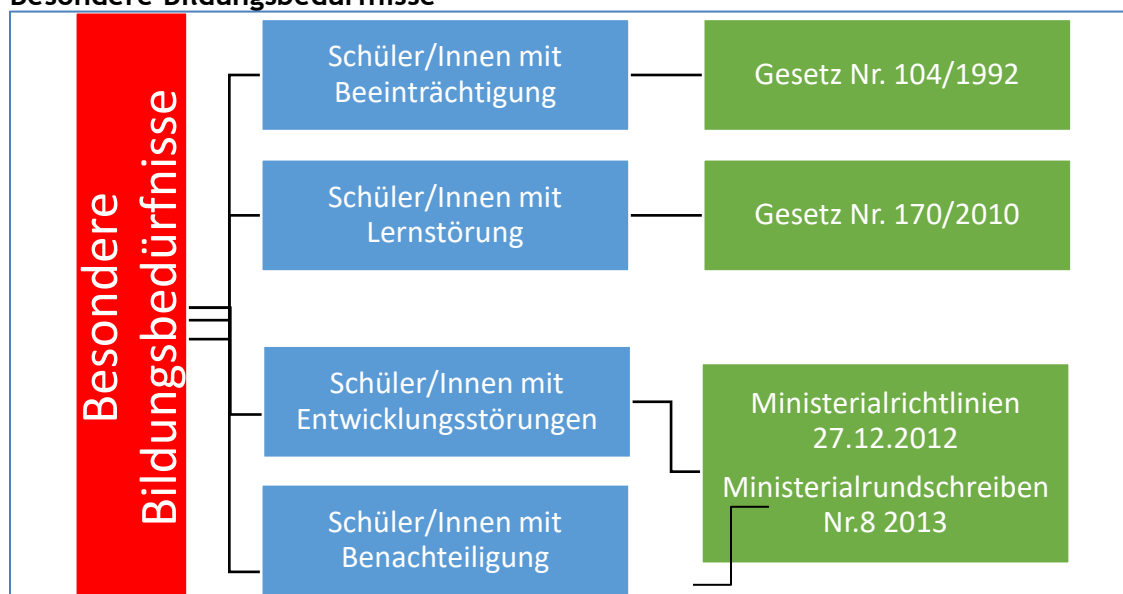 Besondere Bildungsbedürfnisse
Besondere
Bildungsbedürfnisse
Schüler/Innen mit
Beeinträchtigung
Gesetz Nr. 104/1992
Schüler/Innen mit
Lernstörung
Gesetz Nr. 170/2010
Schüler/Innen mit
Entwicklungsstörungen
Ministerialrichtlinien
27.12.2012
Ministerialrundschreiben
Nr.8 2013
Schüler/Innen mit
Benachteiligung